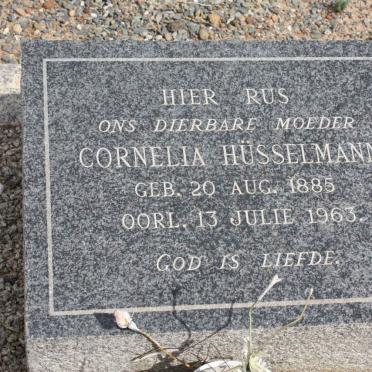 HIER RUS
ONS DIERBARE MOEDER
CORNELIA HÜSSELMANN
GEB. 20 AUG. 1885
OORL. 13 JULIE 1963.
GOD IS LIEFDE.